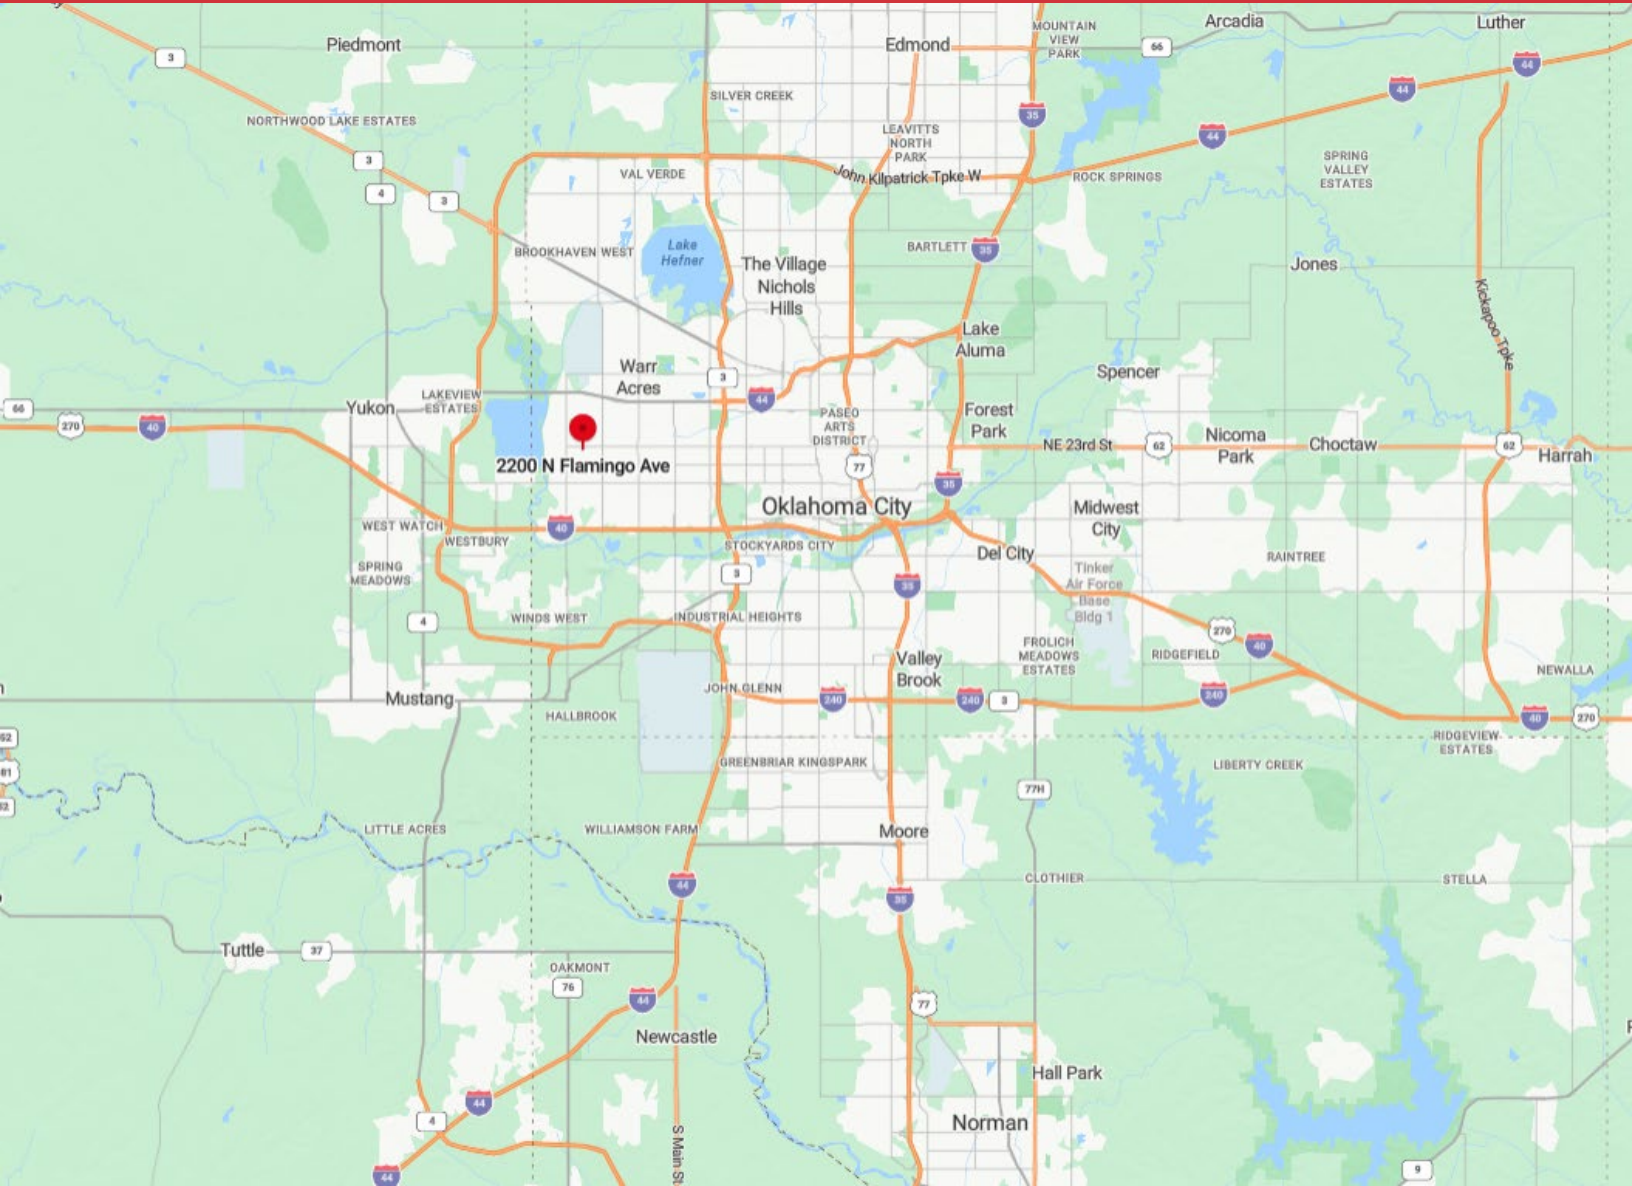 Arcadia
Luther
MOUNTAIN
VIEW
PARK
Piedmont
Edmond
66
3
44
44
SILVER CREEK
35
NORTHWOOD LAKE ESTATES
LEAVITTS
NORTH
PARK
44
3
SPRING
VALLEY
ESTATES
VAL VERDE
John Kilpatrick Tpke W
ROCK SPRINGS
4
3
BROOKHAVEN WEST
Lake
Hefner
BARTLETT
35
The Village
Nichols
Hills
Jones
Kickapoo Tpke
Lake
Aluma
Warr
Acres
3
Spencer
LAKEVIEW
ESTATES
44
66
Yukon
270
40
PASEO
ARTS
DISTRICT
Forest
Park
NE 23rd St
62
Nicoma
Park
Choctaw
62
Harrah
2200 N Flamingo Ave
77
35
Oklahoma City
Midwest
City
WEST WATCH
40
WESTBURY
STOCKYARDS CITY
Del City
RAINTREE
SPRING
MEADOWS
3
35
Tinker
Air Force
Base
Bldg 1
4
WINDS WEST
INDUSTRIAL HEIGHTS
270
40
FROLICH
MEADOWS
ESTATES
RIDGEFIELD
Valley
Brook
NEWALLA
Mustang
JOHN GLENN
240
240
3
240
HALLBROOK
40
270
RIDGEVIEW
ESTATES
GREENBRIAR KINGSPARK
LIBERTY CREEK
77H
LITTLE ACRES
WILLIAMSON FARM
Moore
44
35
CLOTHIER
STELLA
Tuttle
37
OAKMONT
76
44
77
Newcastle
Hall Park
44
4
Norman
S Main St
44
9